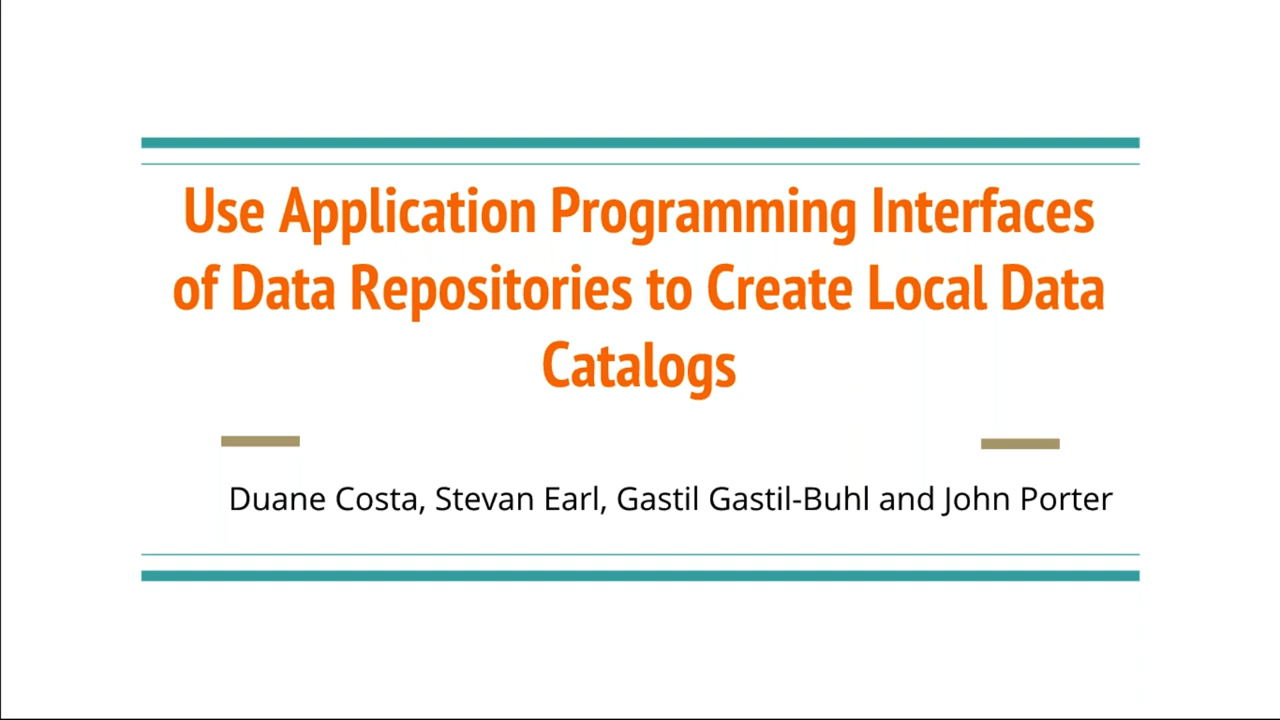 Use Application Programming Interfaces
of Data Repositories to Create Local Data
Catalogs
Duane Costa, Stevan Earl, Gastil Gastil-Buhl and John Porter